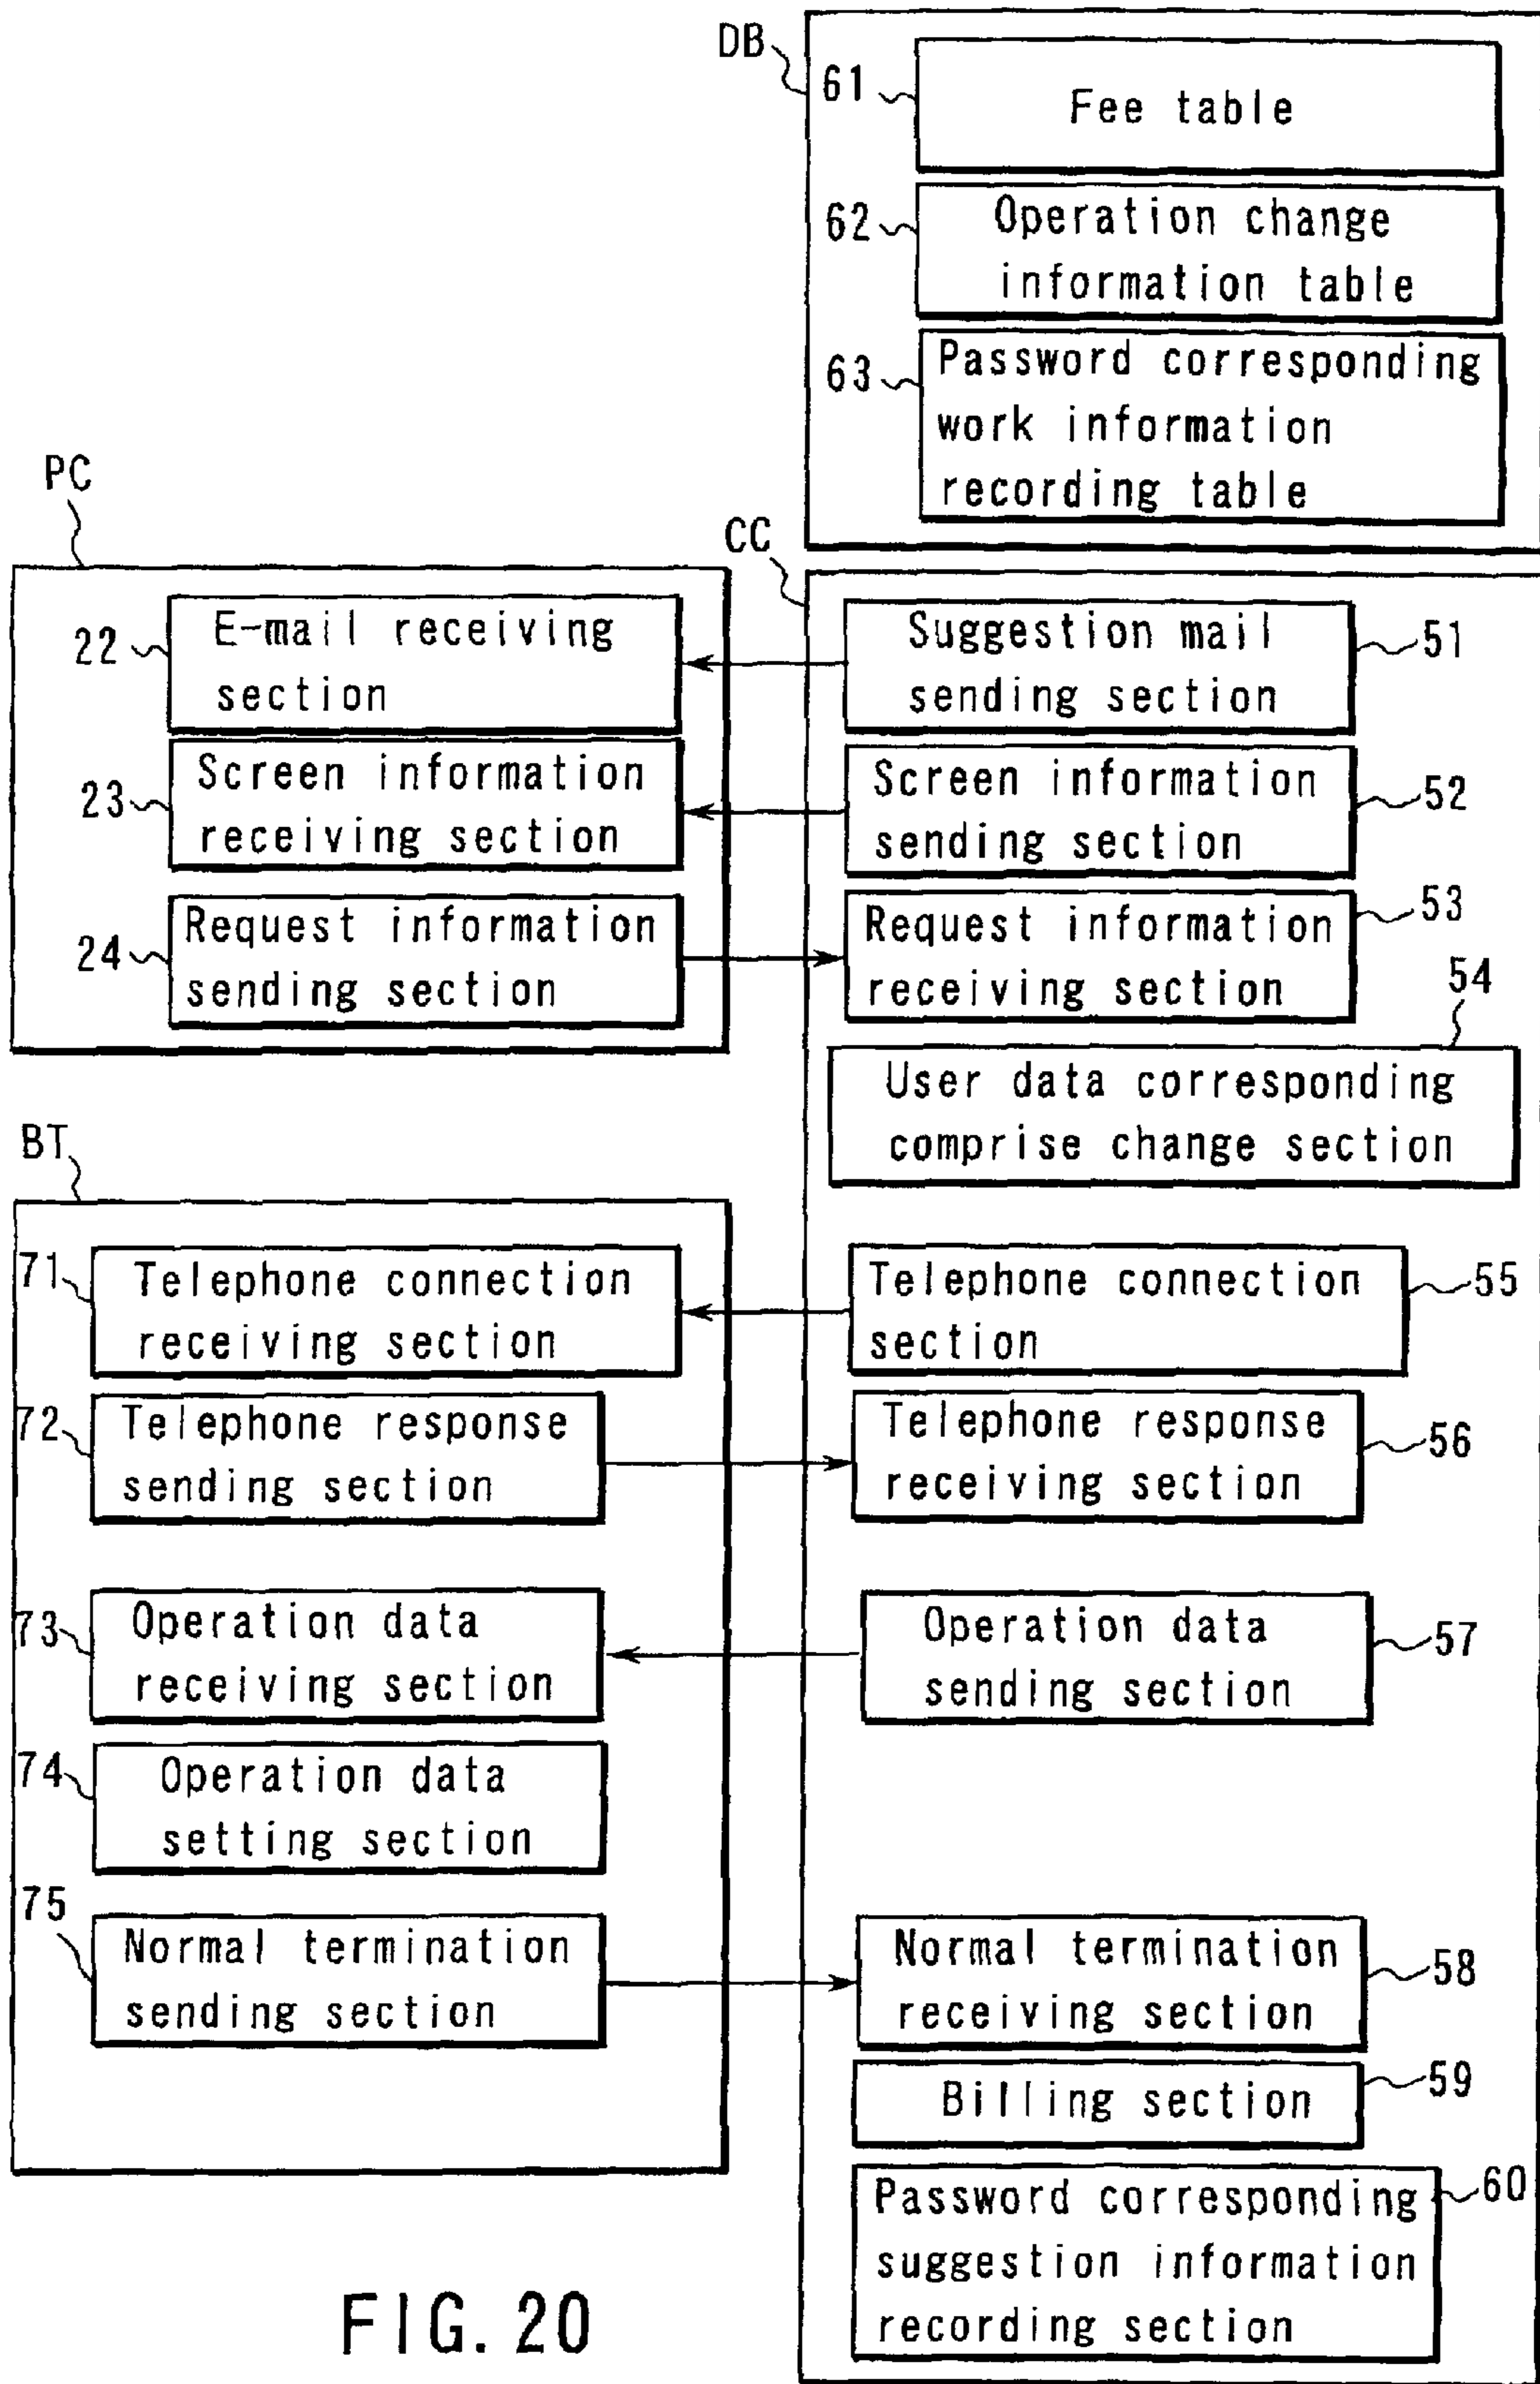 DB
61
Fee table
62
Operation change
information table
63
Password corresponding
work information
recording table
PC
22
E-mail receiving
section
23
Screen information
receiving section
24
Request information
sending section
CC
Suggestion mail
sending section
51
Screen information
sending section
52
Request information
receiving section
53
54
User data corresponding
comprise change section
BT
71
Telephone connection
receiving section
72
Telephone response
sending section
73
Operation data
receiving section
74
Operation data
setting section
75
Normal termination
sending section
Telephone connection
section
55
Telephone response
receiving section
56
Operation data
sending section
57
Normal termination
receiving section
58
Billing section
59
Password corresponding
suggestion information
recording section
60
FIG. 20